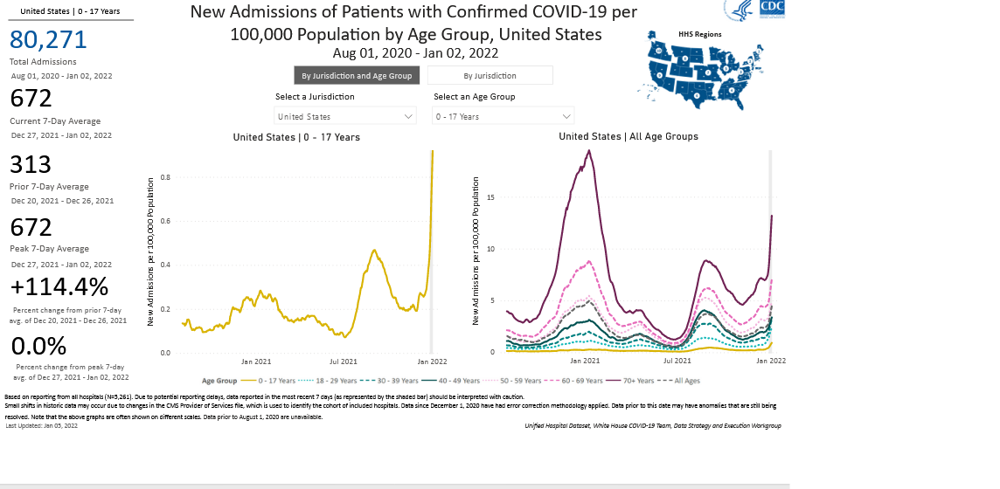 United States | 0 - 17 Years
80,271
Total Admissions
Aug 01, 2020 - Jan 02, 2022
672
Current 7-Day Average
Dec 27, 2021 - Jan 02, 2022
313
Prior 7-Day Average
Dec 20, 2021 - Dec 26, 2021
672
Peak 7-Day Average
Dec 27, 2021 - Jan 02, 2022
+114.4%
Percent change from prior 7-day
avg. of Dec 20, 2021 - Dec 26, 2021
0.0%
Percent change from peak 7-day
avg. of Dec 27, 2021 - Jan 02, 2022
New Admissions of Patients with Confirmed COVID-19 per
100,000 Population by Age Group, United States
Aug 01, 2020 - Jan 02, 2022
By Jurisdiction and Age Group
By Jurisdiction
Select a Jurisdiction
United States
Select an Age Group
0 - 17 Years
CDC
HHS Regions
United States | 0 - 17 Years
New Admissions per 100,000 Population
0.8
0.6
0.4
0.2
0.0
Jan 2021
Jul 2021
Jan 2022
United States | All Age Groups
New Admissions per 100,000 Population
15
10
5
0
Jan 2021
Jul 2021
Jan 2022
Age Group 0 - 17 Years 18 - 29 Years 30 - 39 Years 40 - 49 Years 50 - 59 Years 60 - 69 Years 70+ Years All Ages
Based on reporting from all hospitals (N=5,261). Due to potential reporting delays, data reported in the most recent 7 days (as represented by the shaded bar) should be interpreted with caution.
Small shifts in historic data may occur due to changes in the CMS Provider of Services file, which is used to identify the cohort of included hospitals. Data since December 1, 2020 have had error correction methodology applied. Data prior to this date may have anomalies that are still being
resolved. Note that the above graphs are often shown on different scales. Data prior to August 1, 2020 are unavailable.
Last Updated: Jan 05, 2022
Unified Hospital Dataset, White House COVID-19 Team, Data Strategy and Execution Workgroup